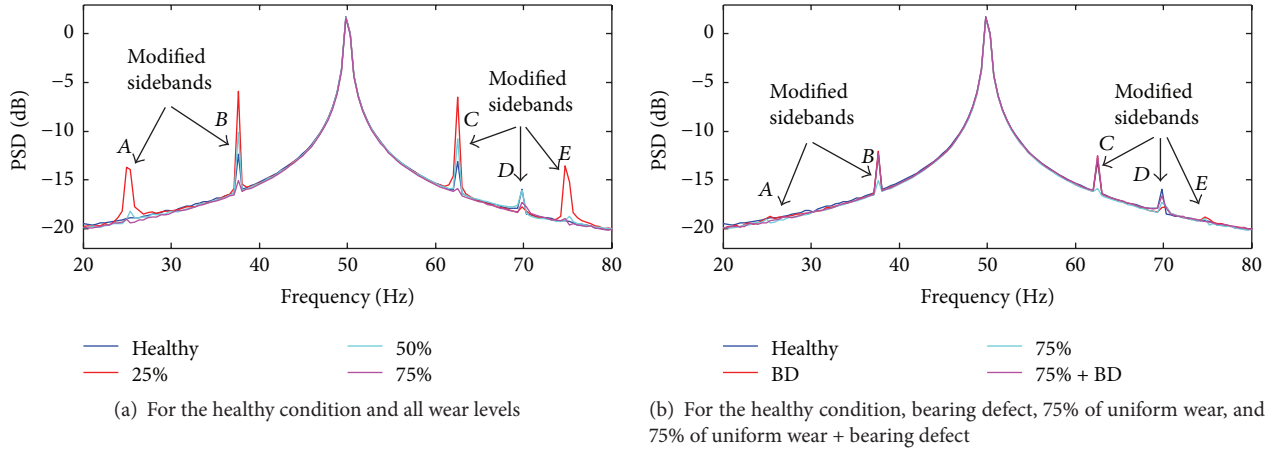 0
−5
−10
−15
−20
PSD (dB)
Modified
sidebands
A
B
Modified
sidebands
C
D
E
20
30
40
50
60
70
80
Frequency (Hz)
Healthy
25%
50%
75%
(a) For the healthy condition and all wear levels
0
−5
−10
−15
−20
PSD (dB)
Modified
sidebands
A
B
Modified
sidebands
C
D
E
20
30
40
50
60
70
80
Frequency (Hz)
Healthy
BD
75%
75% + BD
(b) For the healthy condition, bearing defect, 75% of uniform wear, and
75% of uniform wear + bearing defect